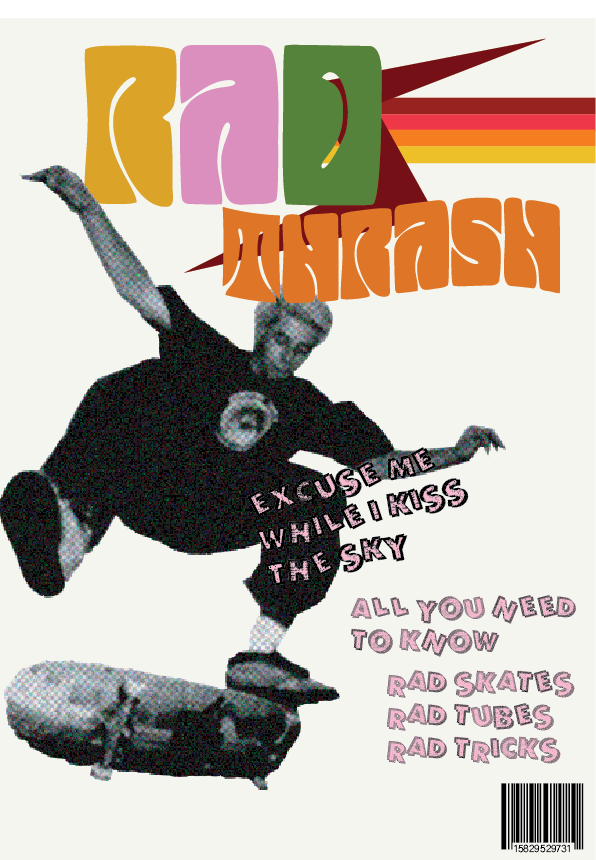 RAD
THRASH
EXCUSE ME
WHILE I KISS
THE SKY
ALL YOU NEED
TO KNOW
RAD SKATES
RAD TUBES
RAD TRICKS
15829529731